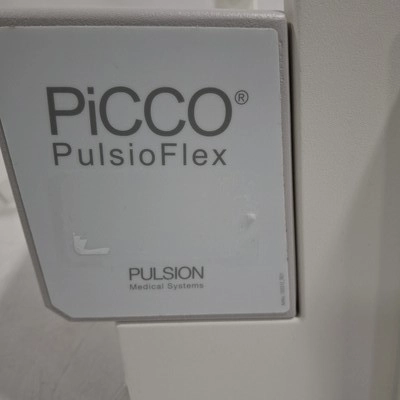 PiCCO®
PulsioFlex
PULSION
Medical Systems